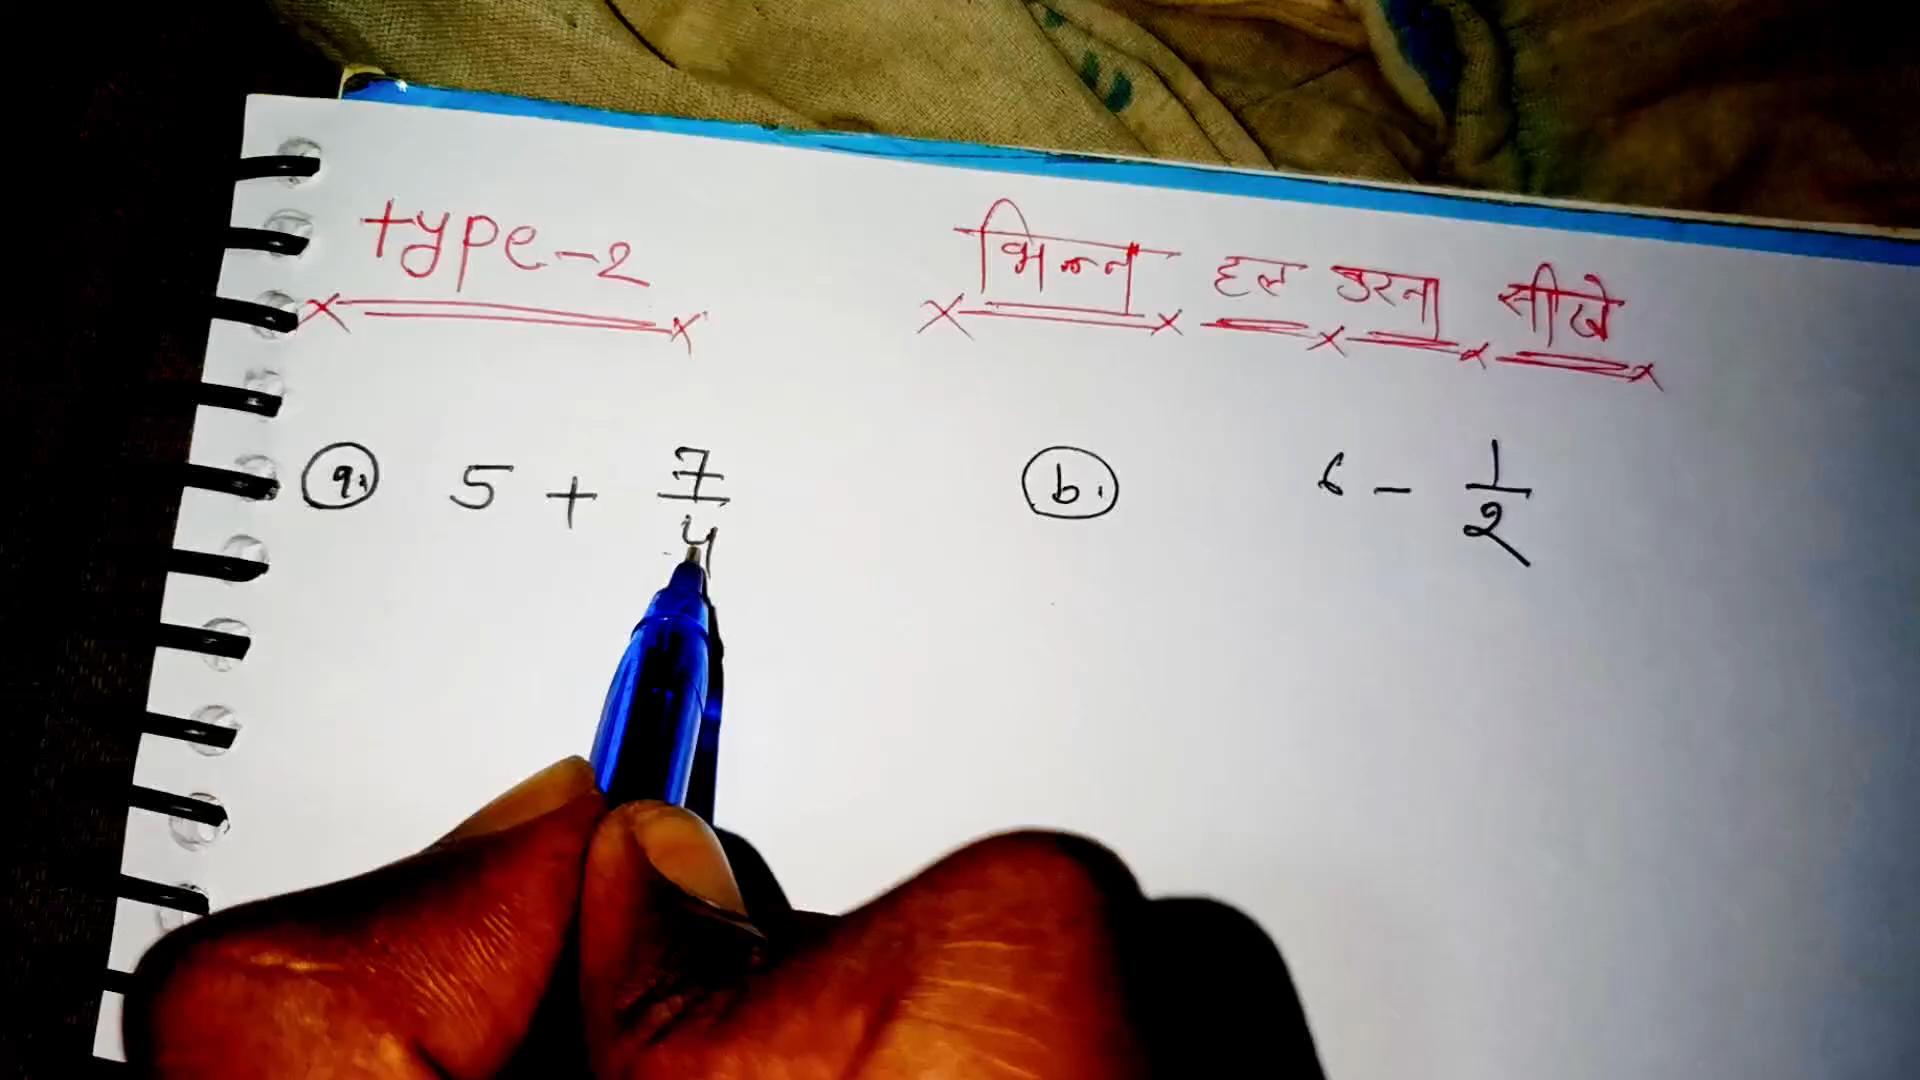 type-2 भिन्न हल करना सीखे
a. 5 + 7/4 b. 6 - 1/2